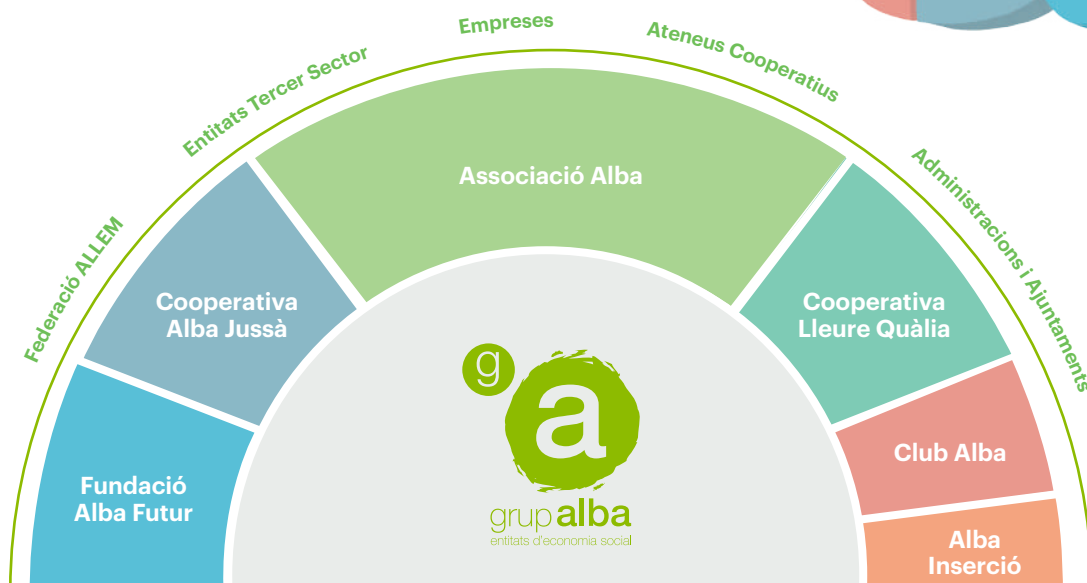 Empreses
Ateneus Cooperatius
Entitats Tercer Sector
Administracions i Ajuntaments
Federació ALLEM
Associació Alba
Cooperativa
Alba Jussà
Cooperativa
Lleure Quàlia
Club Alba
Fundació
Alba Futur
Alba
Inserció
g
a
grup alba
entitats d'economia social